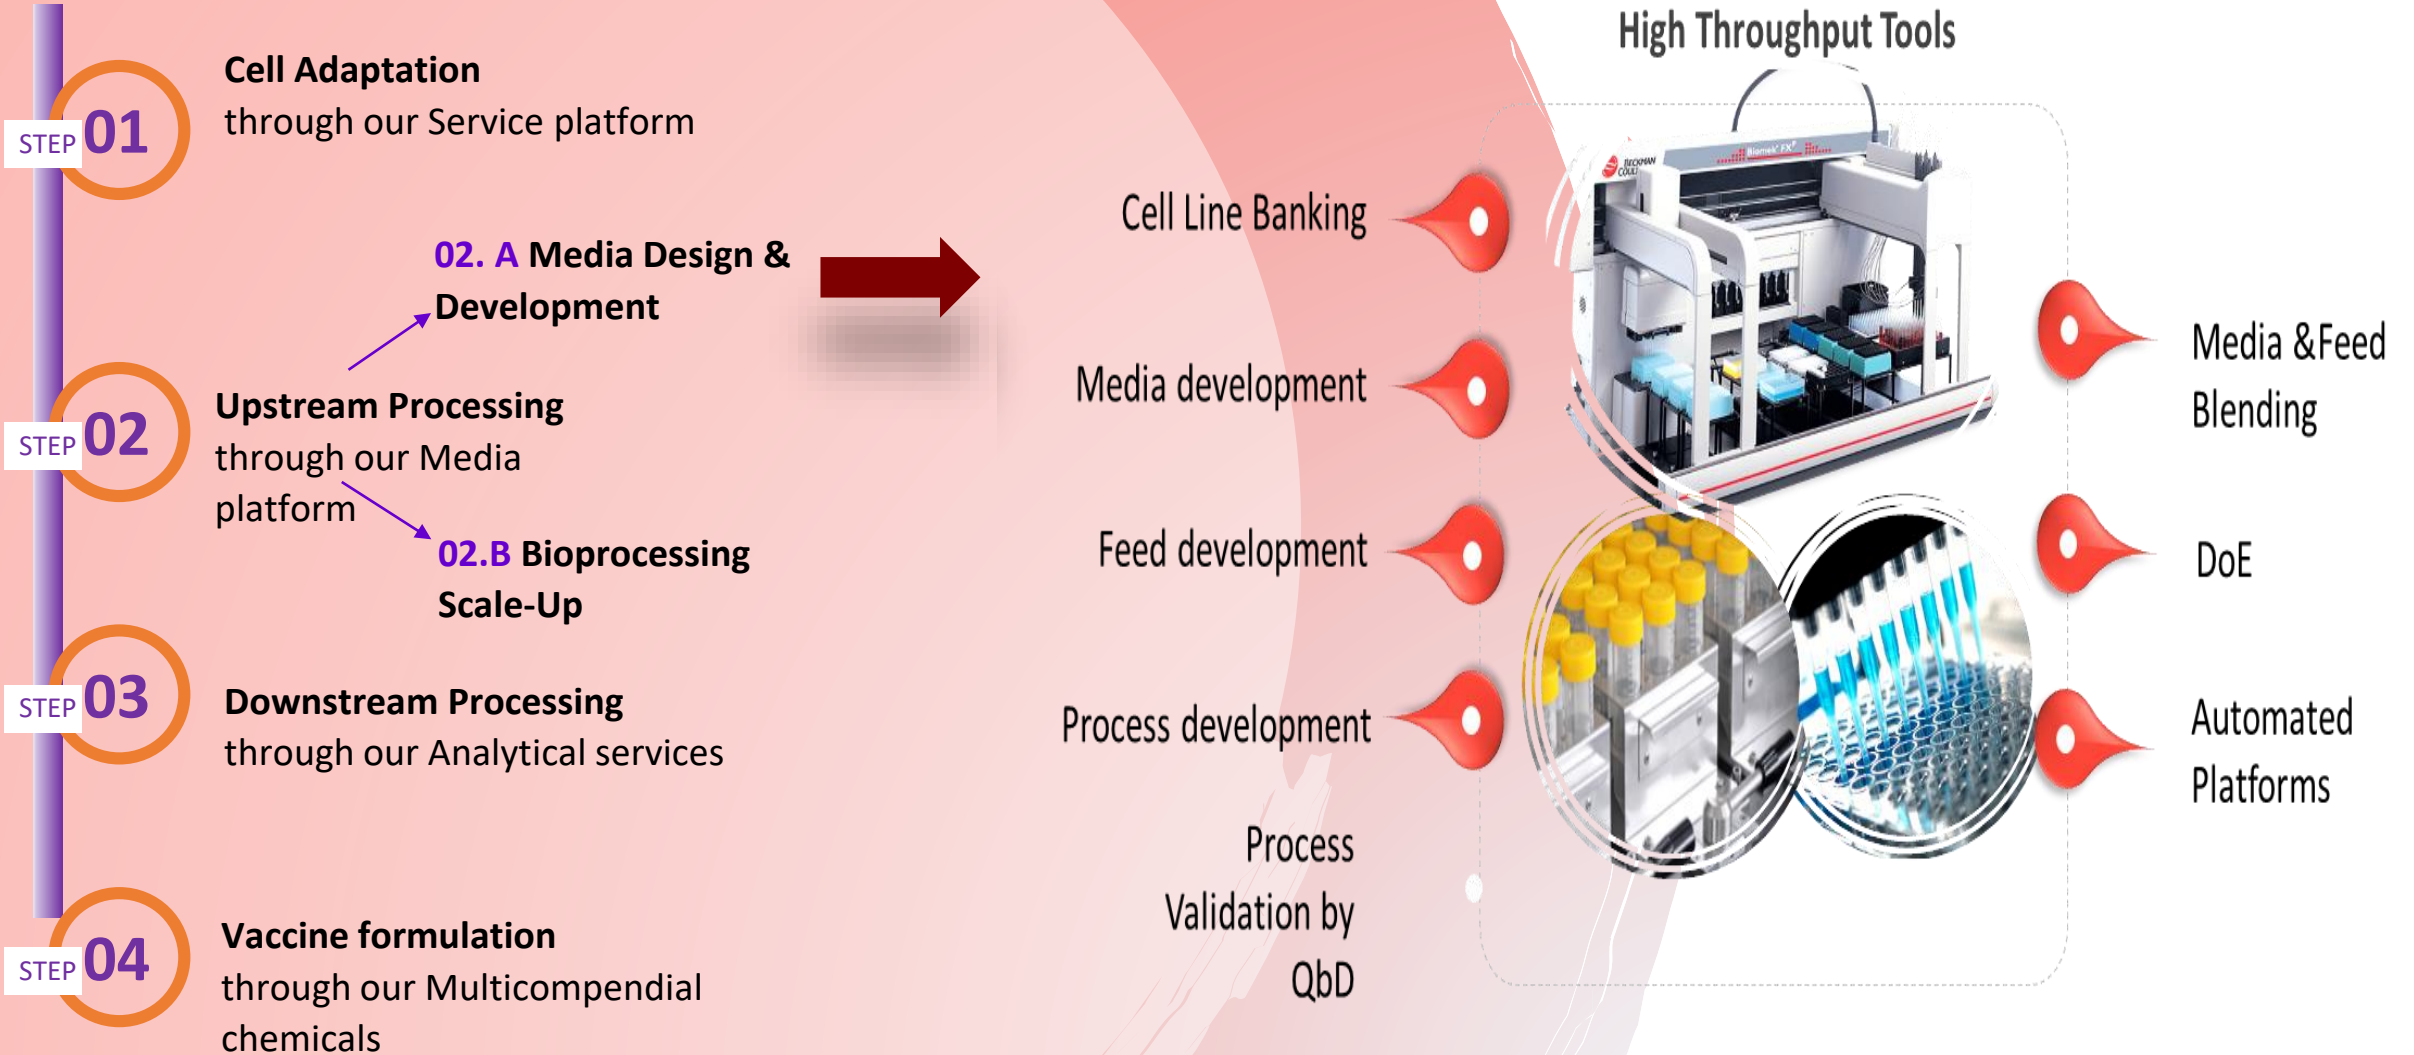 STEP 01
Cell Adaptation
through our Service platform
02. A Media Design &
Development
STEP 02
Upstream Processing
through our Media
platform
02.B Bioprocessing
Scale-Up
STEP 03
Downstream Processing
through our Analytical services
STEP 04
Vaccine formulation
through our Multicompendial
chemicals
High Throughput Tools
BECKMAN
Biomek FXP
Cell Line Banking
Media development
Feed development
Process development
Process
Validation by
QbD
Media &Feed
Blending
DoE
Automated
Platforms